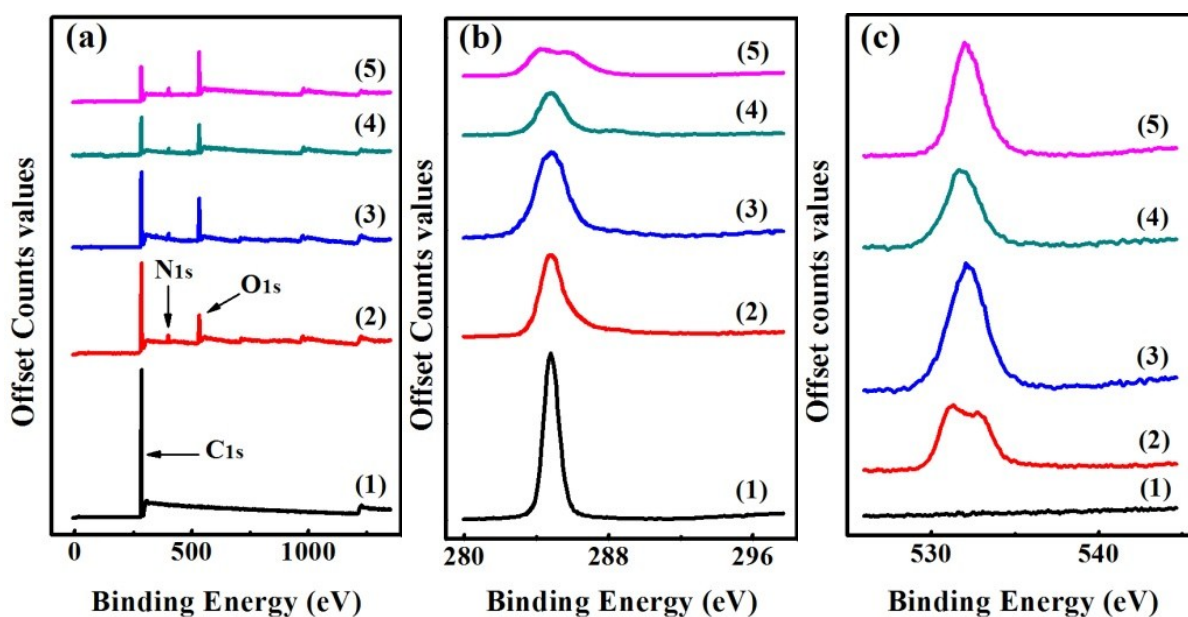 (a)
(5)
(4)
(3)
N1s
O1s
(2)
C1s
(1)
0 500 1000
Binding Energy (eV)
Offset Counts values
(b)
(5)
(4)
(3)
(2)
(1)
280 288 296
Binding Energy (eV)
Offset Counts values
(c)
(5)
(4)
(3)
(2)
(1)
530 540
Binding Energy (eV)
Offset counts values